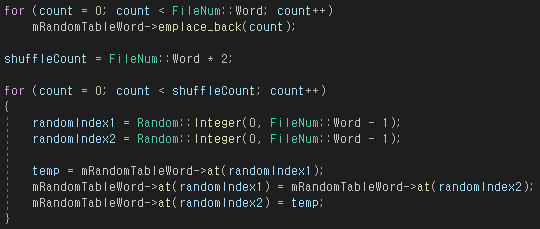 for (count = 0; count < FileNum::Word; count++)
    mRandomTableWord->emplace_back(count);

shuffleCount = FileNum::Word * 2;

for (count = 0; count < shuffleCount; count++)
{
    randomIndex1 = Random::Integer(0, FileNum::Word - 1);
    randomIndex2 = Random::Integer(0, FileNum::Word - 1);

    temp = mRandomTableWord->at(randomIndex1);
    mRandomTableWord->at(randomIndex1) = mRandomTableWord->at(randomIndex2);
    mRandomTableWord->at(randomIndex2) = temp;
}